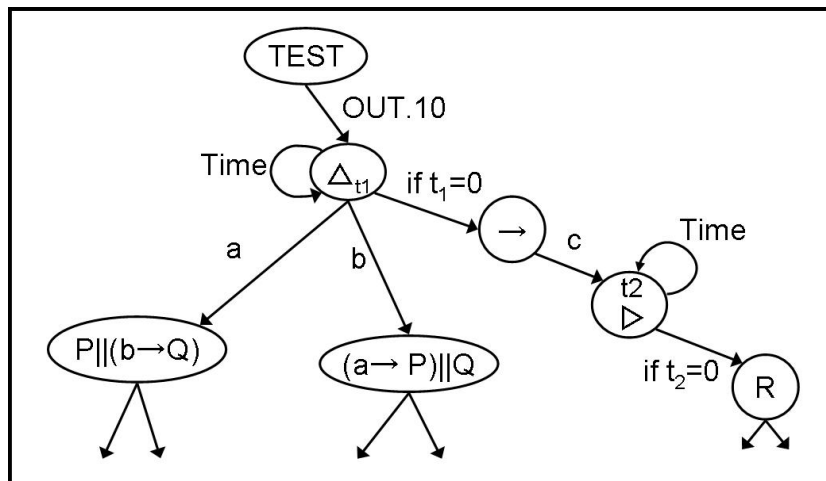 TEST
OUT.10
Time
△t1
if t1=0
→
c
Time
t2
▷
a
b
P||(b→Q)
(a→ P)||Q
if t2=0
R